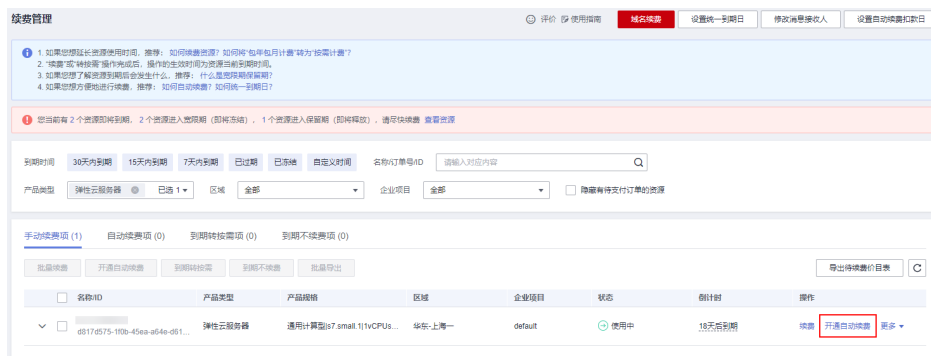 续费管理 评价 使用指南 域名续费 设置统一到期日 修改消息接收人 设置自动续费扣款日
1. 如果您想延长资源使用时间，推荐： 如何续费资源？如何将“包年包月计费”转为“按需计费”？
2. “续费”或“转按需”操作完成后，操作的生效时间为资源当前到期时间。
3. 如果您想了解资源到期后会发生什么，推荐： 什么是宽限期保留期？
4. 如果您想方便地进行续费，推荐： 如何自动续费？如何统一到期日？
您当前有 2 个资源即将到期， 2 个资源进入宽限期（即将冻结）， 1 个资源进入保留期（即将释放），请尽快续费 查看资源
到期时间 30天内到期 15天内到期 7天内到期 已过期 已冻结 自定义时间 名称/订单号/ID 请输入对应内容
产品类型 弹性云服务器 已选 1 区域 全部 企业项目 全部 隐藏有待支付订单的资源
手动续费项 (1) 自动续费项 (0) 到期转按需项 (0) 到期不续费项 (0)
批量续费 开通自动续费 到期转按需 到期不续费 批量导出 导出待续费价目表
名称/ID 产品类型 产品规格 区域 企业项目 状态 倒计时 操作
d817d575-1f0b-45ea-a64e-d61... 弹性云服务器 通用计算型|s7.small.1|1vCPUs... 华东-上海一 default 使用中 18天后到期 续费 开通自动续费 更多